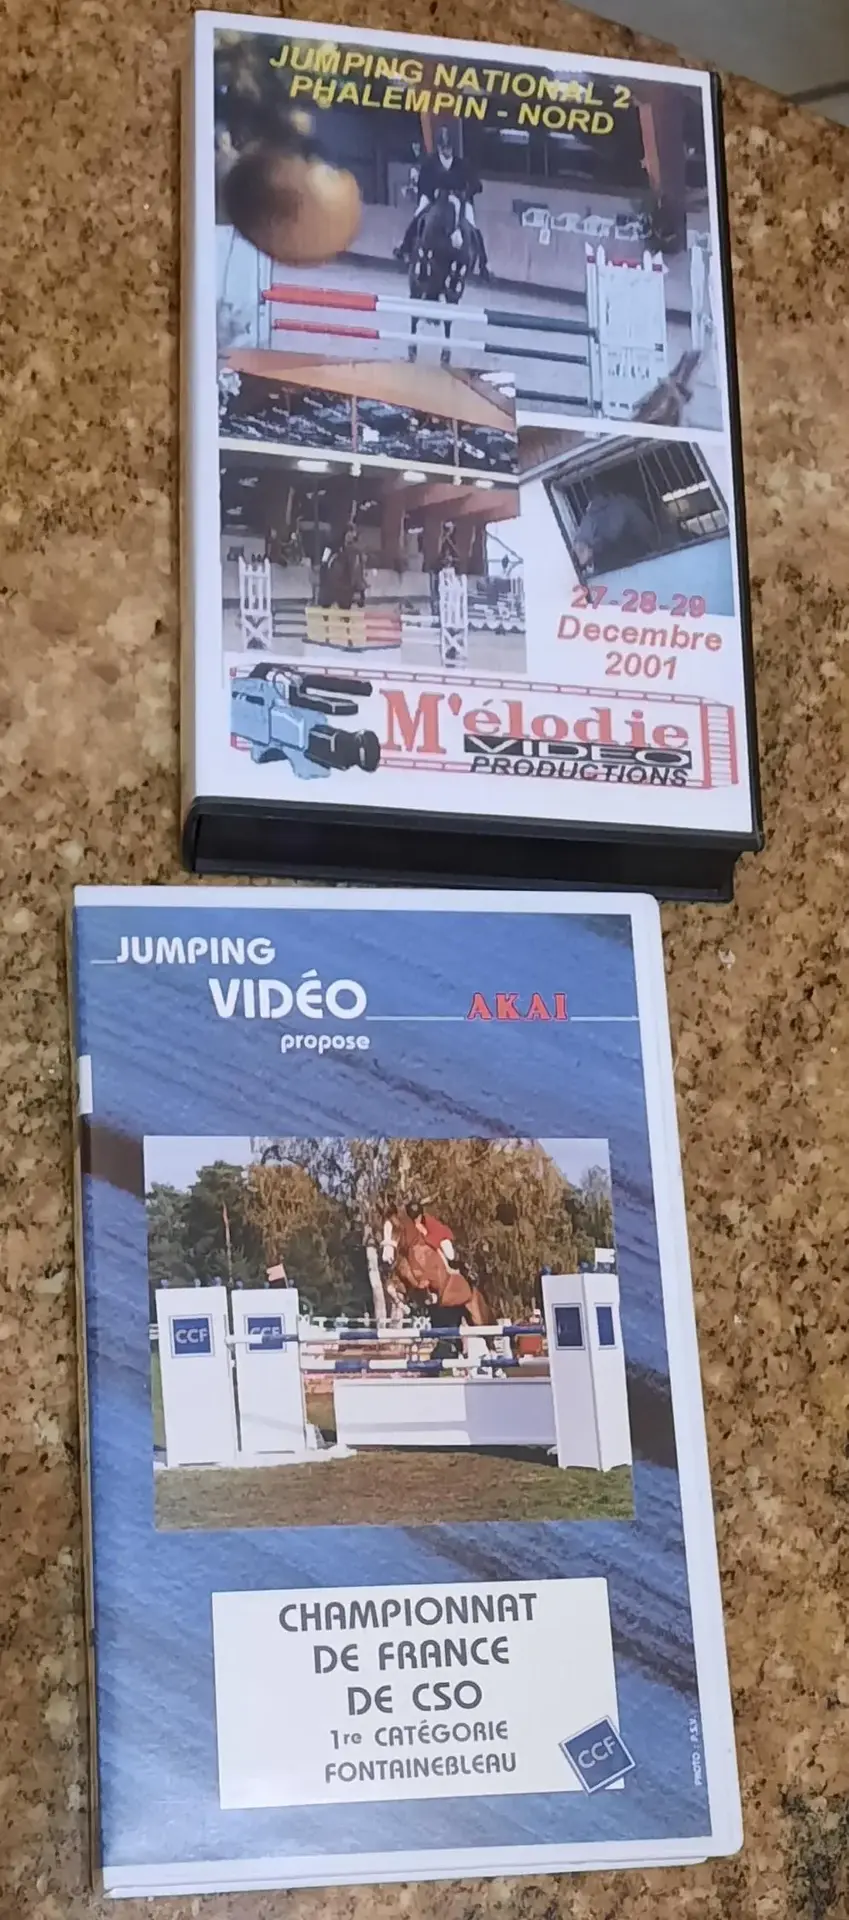 JUMPING NATIONAL 2
PHALEMPIN - NORD
27-28-29
Decembre
2001
M'élodie
VIDEO
PRODUCTIONS
JUMPING
VIDÉO
AKAI
propose
CCF
CCF
CHAMPIONNAT
DE FRANCE
DE CSO
1re CATÉGORIE
FONTAINEBLEAU
CCF
PHOTO : P.S.V.